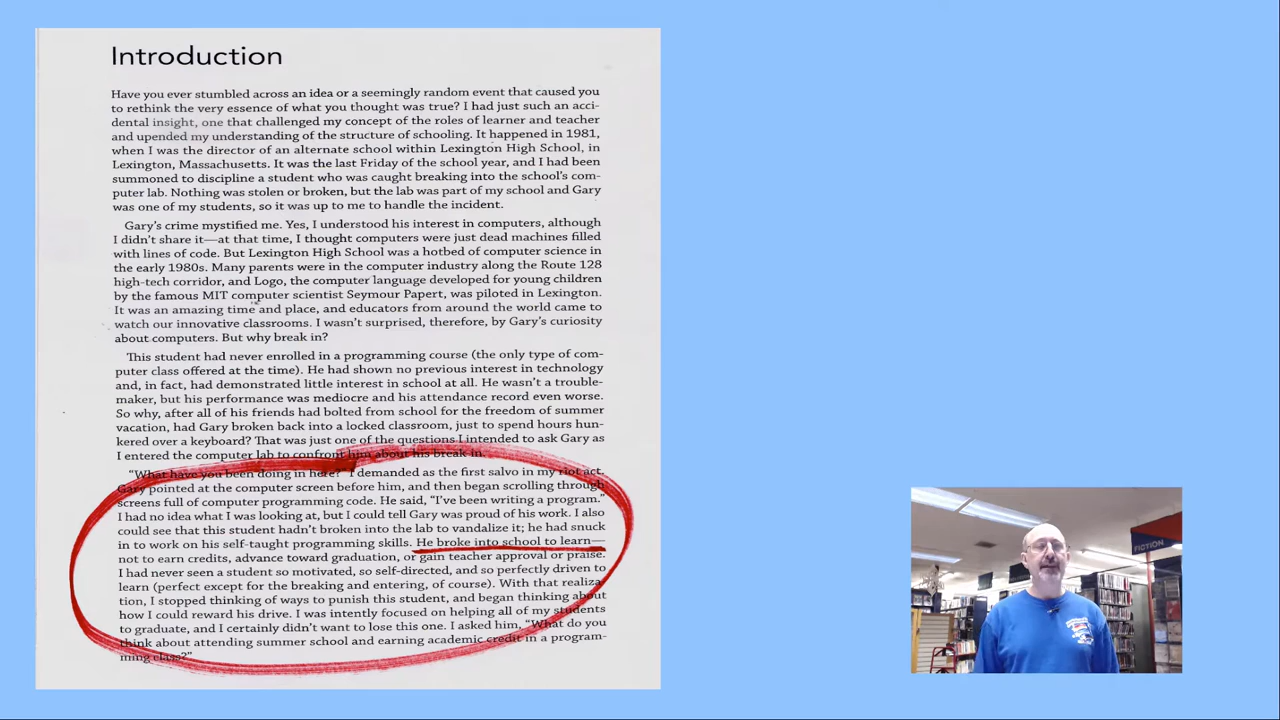 Introduction
Have you ever stumbled across an idea or a seemingly random event that caused you
to rethink the very essence of what you thought was true? I had just such an acci-
dental insight, one that challenged my concept of the roles of learner and teacher
and upended my understanding of the structure of schooling. It happened in 1981,
when I was the director of an alternate school within Lexington High School, in
Lexington, Massachusetts. It was the last Friday of the school year, and I had been
summoned to discipline a student who was caught breaking into the school's com-
puter lab. Nothing was stolen or broken, but the lab was part of my school and Gary
was one of my students, so it was up to me to handle the incident.
Gary's crime mystified me. Yes, I understood his interest in computers, although
I didn't share it—at that time, I thought computers were just dead machines filled
with lines of code. But Lexington High School was a hotbed of computer science in
the early 1980s. Many parents were in the computer industry along the Route 128
high-tech corridor, and Logo, the computer language developed for young children
by the famous MIT computer scientist Seymour Papert, was piloted in Lexington.
It was an amazing time and place, and educators from around the world came to
watch our innovative classrooms. I wasn't surprised, therefore, by Gary's curiosity
about computers. But why break in?
This student had never enrolled in a programming course (the only type of com-
puter class offered at the time). He had shown no previous interest in technology
and, in fact, had demonstrated little interest in school at all. He wasn't a trouble-
maker, but his performance was mediocre and his attendance record even worse.
So why, after all of his friends had bolted from school for the freedom of summer
vacation, had Gary broken back into a locked classroom, just to spend hours hun-
kered over a keyboard? That was just one of the questions I intended to ask Gary as
I entered the computer lab to confront him about his break in.
"What have you been doing in here?" I demanded as the first salvo in my riot act.
Gary pointed at the computer screen before him, and then began scrolling through
screens full of computer programming code. He said, "I've been writing a program."
I had no idea what I was looking at, but I could tell Gary was proud of his work. I also
could see that this student hadn't broken into the lab to vandalize it; he had snuck
in to work on his self-taught programming skills. He broke into school to learn—
not to earn credits, advance toward graduation, or gain teacher approval or praise.
I had never seen a student so motivated, so self-directed, and so perfectly driven to
learn (perfect except for the breaking and entering, of course). With that realiza-
tion, I stopped thinking of ways to punish this student, and began thinking about
how I could reward his drive. I was intently focused on helping all of my students
to graduate, and I certainly didn't want to lose this one. I asked him, "What do you
think about attending summer school and earning academic credit in a program-
ming class?"
FICTION